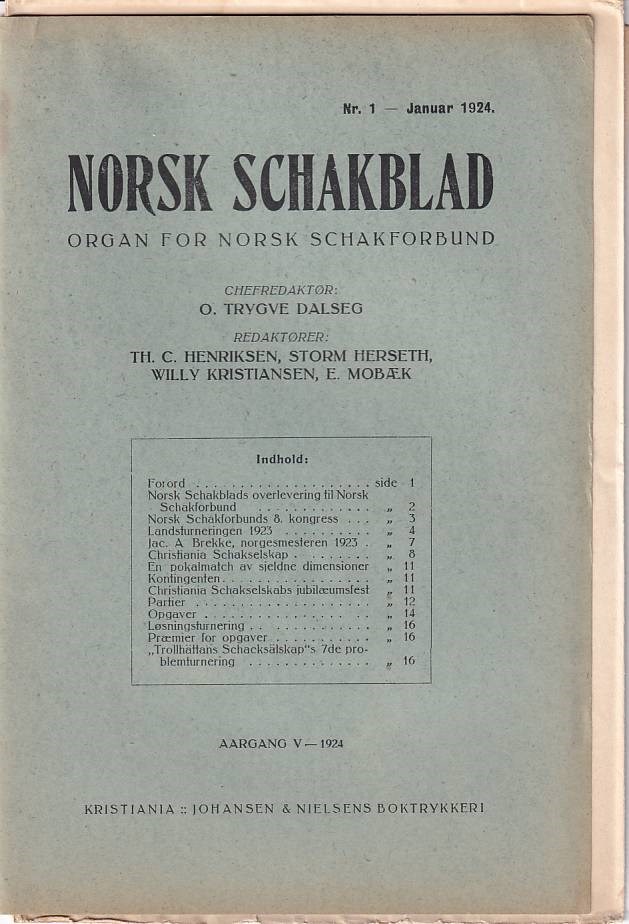 Nr. 1 — Januar 1924.
NORSK SCHAKBLAD
ORGAN FOR NORSK SCHAKFORBUND
CHEFREDAKTØR:
O. TRYGVE DALSEG
REDAKTØRER:
TH. C. HENRIKSEN, STORM HERSETH,
WILLY KRISTIANSEN, E. MOBÆK
Indhold:
Forord . . . . . . . . . . . . . . . . . . . . side 1
Norsk Schakblads overlevering til Norsk
Schakforbund . . . . . . . . . . . . . „ 2
Norsk Schakforbunds 8. kongress . . . „ 3
Landsturneringen 1923 . . . . . . . . . . „ 4
Jac. A. Brekke, norgesmesteren 1923 . „ 7
Christiania Schakselskap . . . . . . . . „ 8
En pokalmatch av sjeldne dimensioner „ 11
Kontingenten . . . . . . . . . . . . . . . . . „ 11
Christiania Schakselskabs jubilæumsfest „ 11
Partier . . . . . . . . . . . . . . . . . . . . „ 12
Opgaver . . . . . . . . . . . . . . . . . . „ 14
Løsningsturnering . . . . . . . . . . . . . . „ 16
Præmier for opgaver . . . . . . . . . . . „ 16
„Trollhättans Schacksälskap“s 7de pro-
blemturnering . . . . . . . . . . . . . . „ 16
AARGANG V — 1924
KRISTIANIA :: JOHANSEN & NIELSENS BOKTRYKKERI